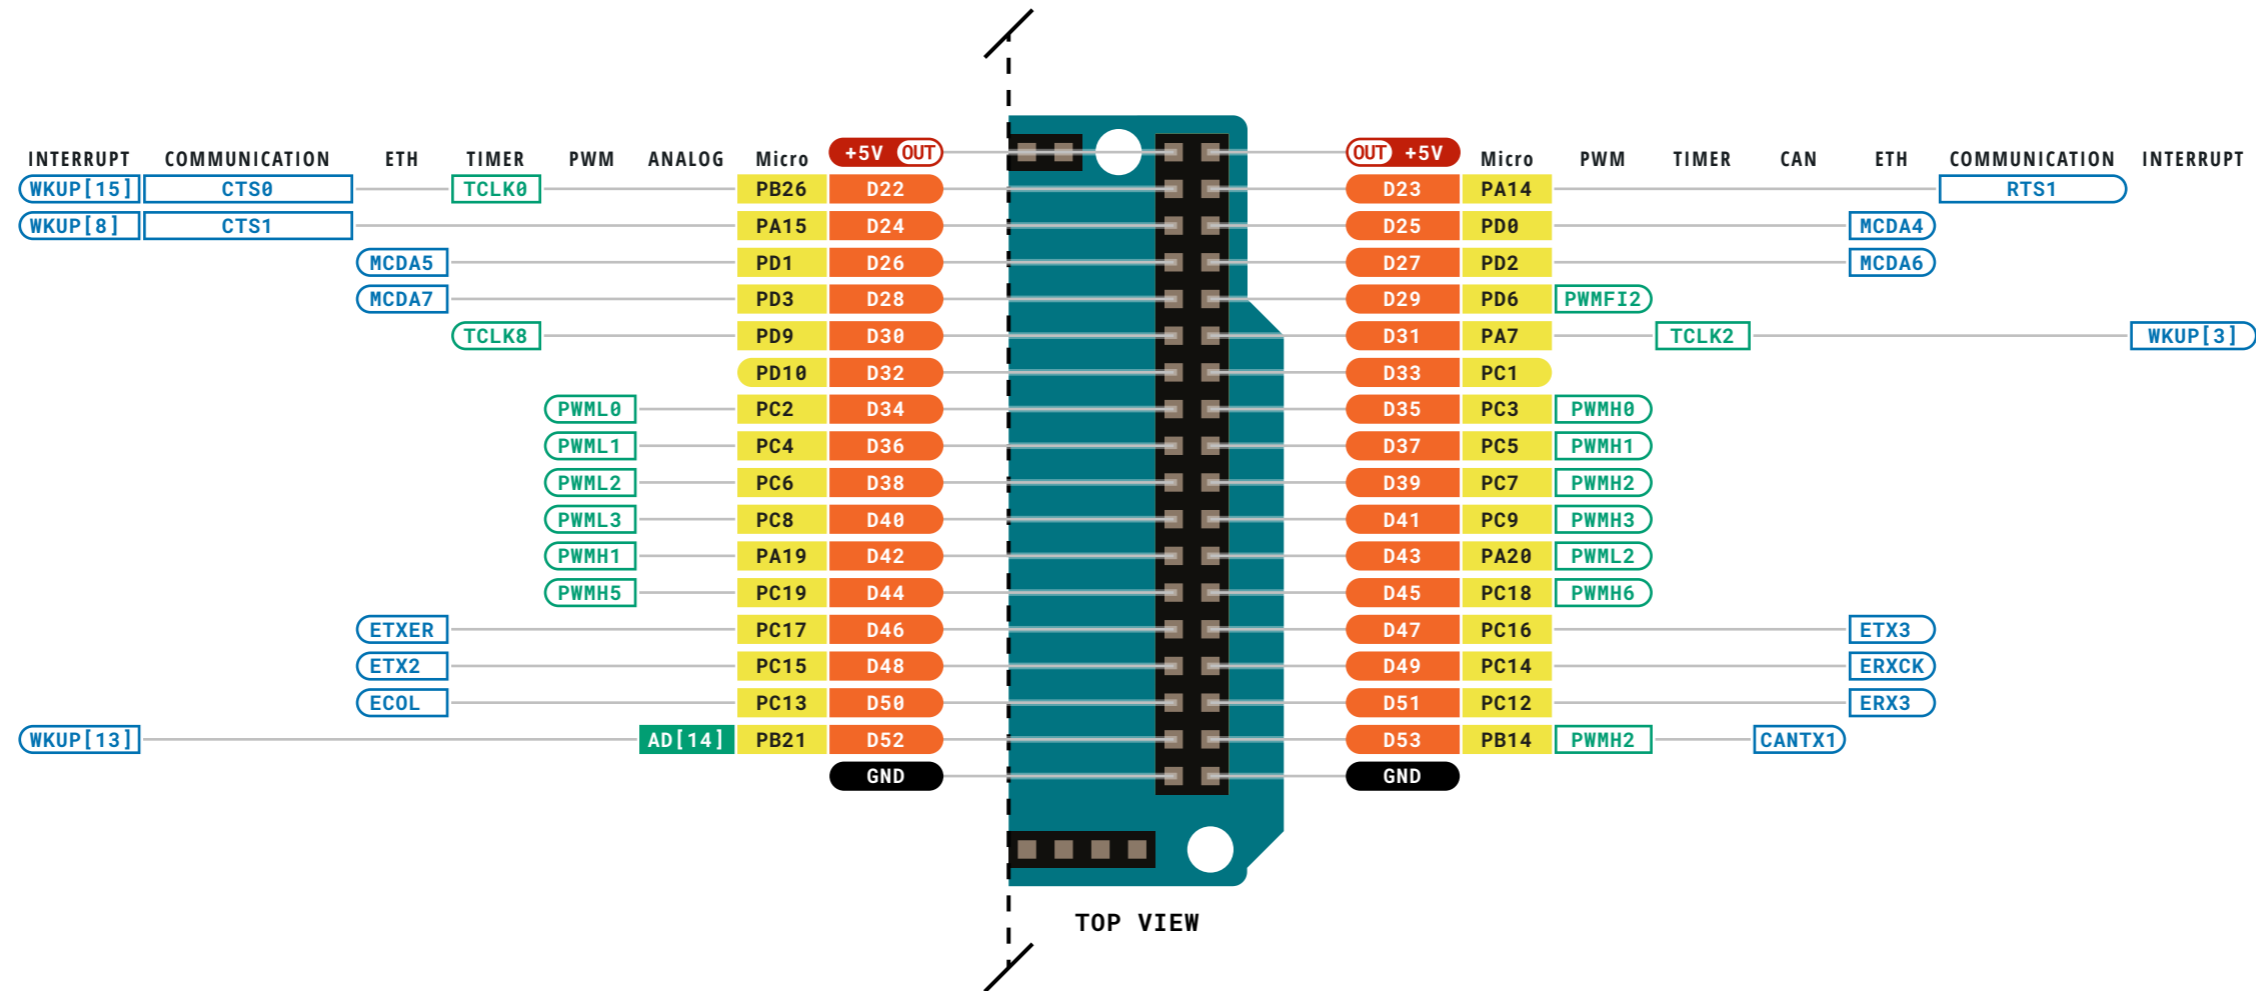 +5V OUT OUT +5V
INTERRUPT COMMUNICATION ETH TIMER PWM ANALOG Micro Micro PWM TIMER CAN ETH COMMUNICATION INTERRUPT
WKUP[15] CTS0 TCLK0 PB26 D22 D23 PA14 RTS1
WKUP[8] CTS1 PA15 D24 D25 PD0 MCDA4
MCDA5 PD1 D26 D27 PD2 MCDA6
MCDA7 PD3 D28 D29 PD6 PWMFI2
TCLK8 PD9 D30 D31 PA7 TCLK2 WKUP[3]
PD10 D32 D33 PC1
PWML0 PC2 D34 D35 PC3 PWMH0
PWML1 PC4 D36 D37 PC5 PWMH1
PWML2 PC6 D38 D39 PC7 PWMH2
PWML3 PC8 D40 D41 PC9 PWMH3
PWMH1 PA19 D42 D43 PA20 PWML2
PWMH5 PC19 D44 D45 PC18 PWMH6
ETXER PC17 D46 D47 PC16 ETX3
ETX2 PC15 D48 D49 PC14 ERXCK
ECOL PC13 D50 D51 PC12 ERX3
WKUP[13] AD[14] PB21 D52 D53 PB14 PWMH2 CANTX1
GND GND
TOP VIEW